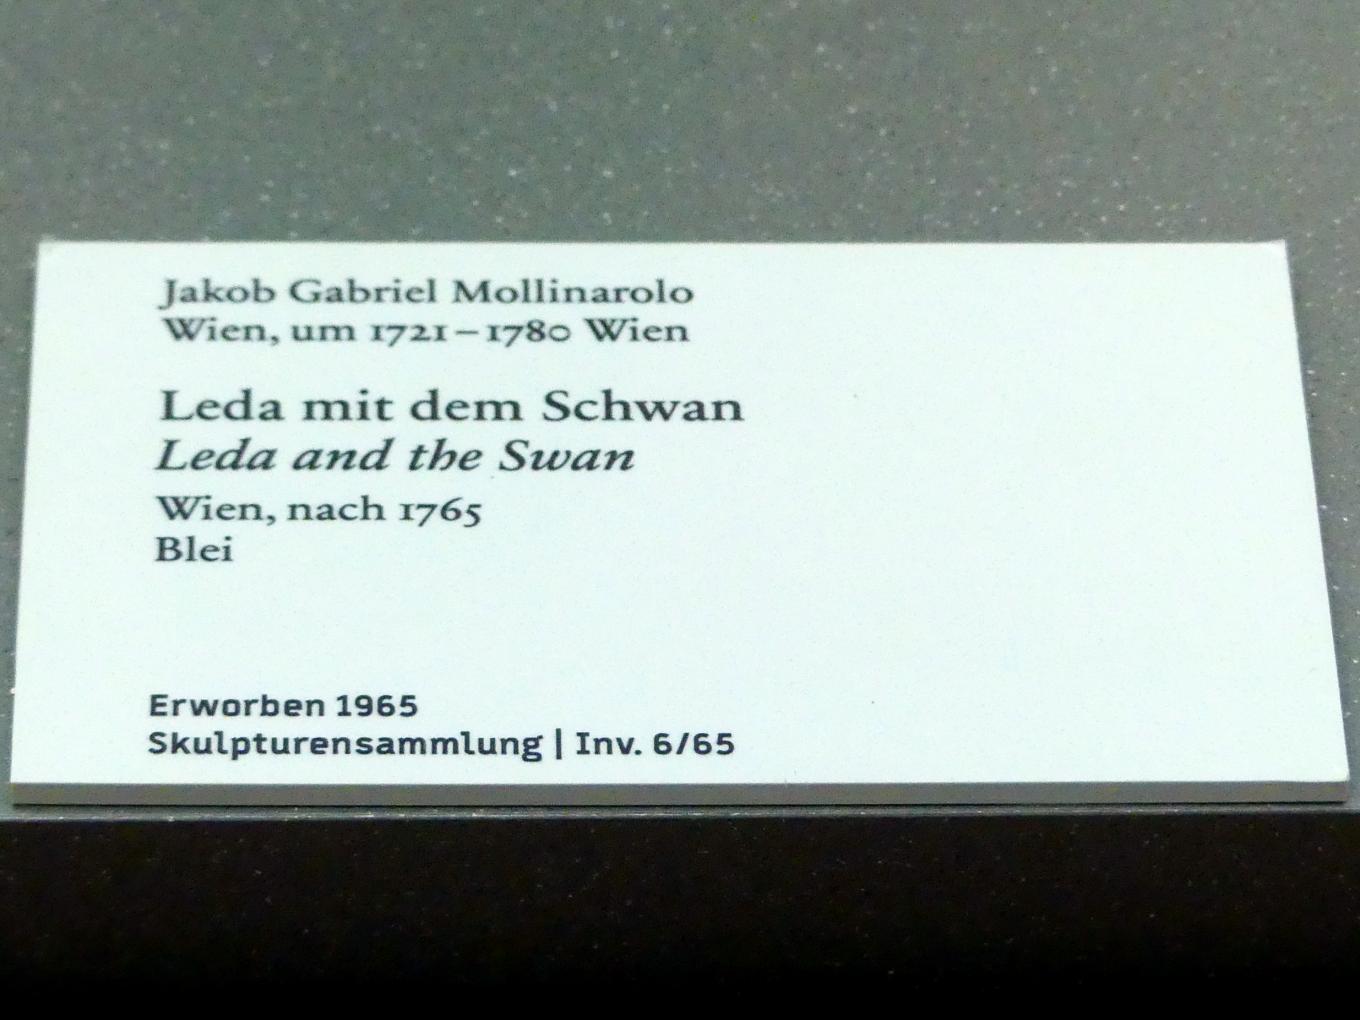 Jakob Gabriel Mollinarolo
Wien, um 1721 – 1780 Wien
Leda mit dem Schwan
Leda and the Swan
Wien, nach 1765
Blei
Erworben 1965
Skulpturensammlung | Inv. 6/65